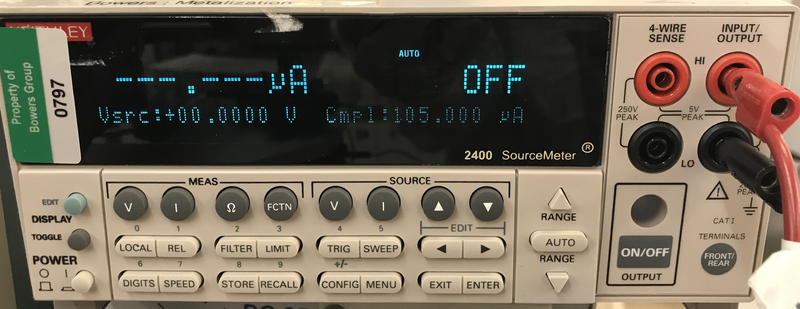 Bowers: Metalization
KEITHLEY
Property of
Bowers Group
0797
AUTO
---.---µA OFF
Vsrc:+00.0000 V Cmpl:105.000 µA
2400 SourceMeter®
4-WIRE
SENSE
INPUT/
OUTPUT
HI
250V
PEAK
5V
PEAK
LO
PEAK
CAT I
TERMINALS
FRONT/
REAR
ON/OFF
OUTPUT
MEAS
SOURCE
EDIT
DISPLAY
TOGGLE
POWER
V I Ω FCTN V I ▲ ▼
0 1 2 3 4 5 EDIT
LOCAL REL FILTER LIMIT TRIG SWEEP ◀ ▶
6 7 8 9 +/-
DIGITS SPEED STORE RECALL CONFIG MENU EXIT ENTER
RANGE
AUTO
RANGE